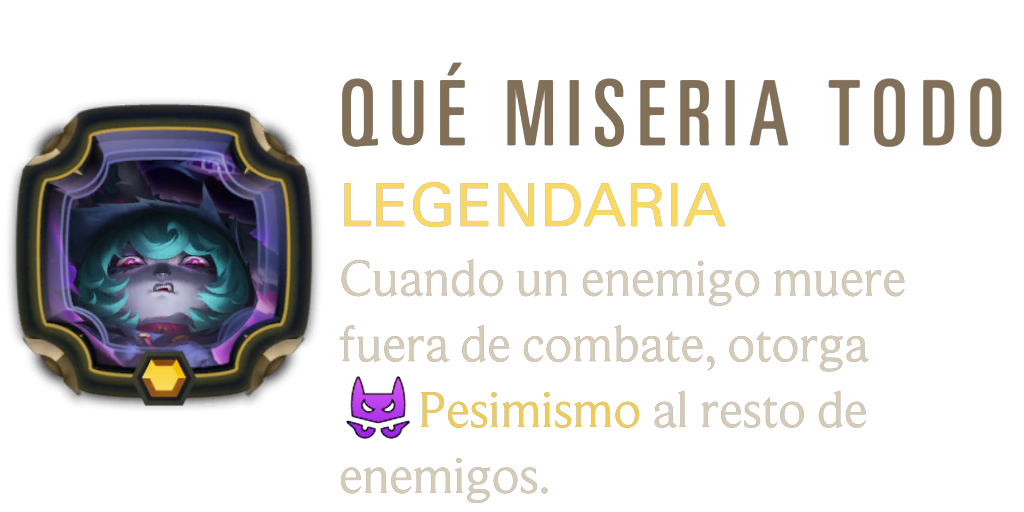 QUÉ MISERIA TODO
LEGENDARIA
Cuando un enemigo muere
fuera de combate, otorga
Pesimismo al resto de
enemigos.